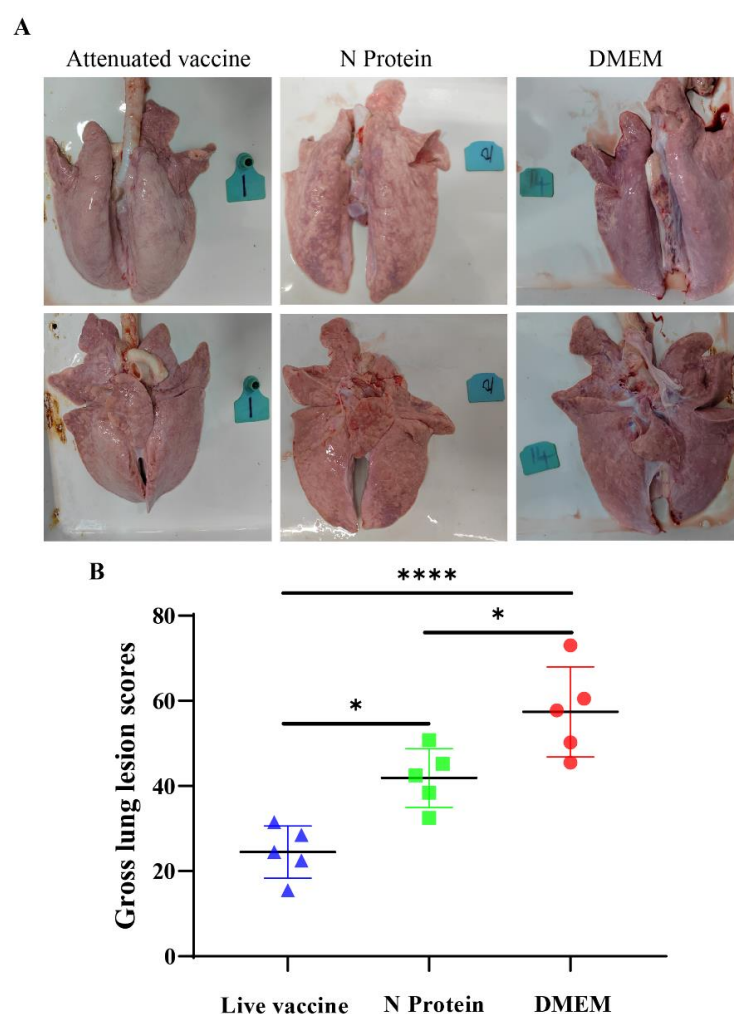 A
Attenuated vaccine
N Protein
DMEM
1
14
1
14
B
****
*
*
80
60
40
20
0
Gross lung lesion scores
Live vaccine
N Protein
DMEM